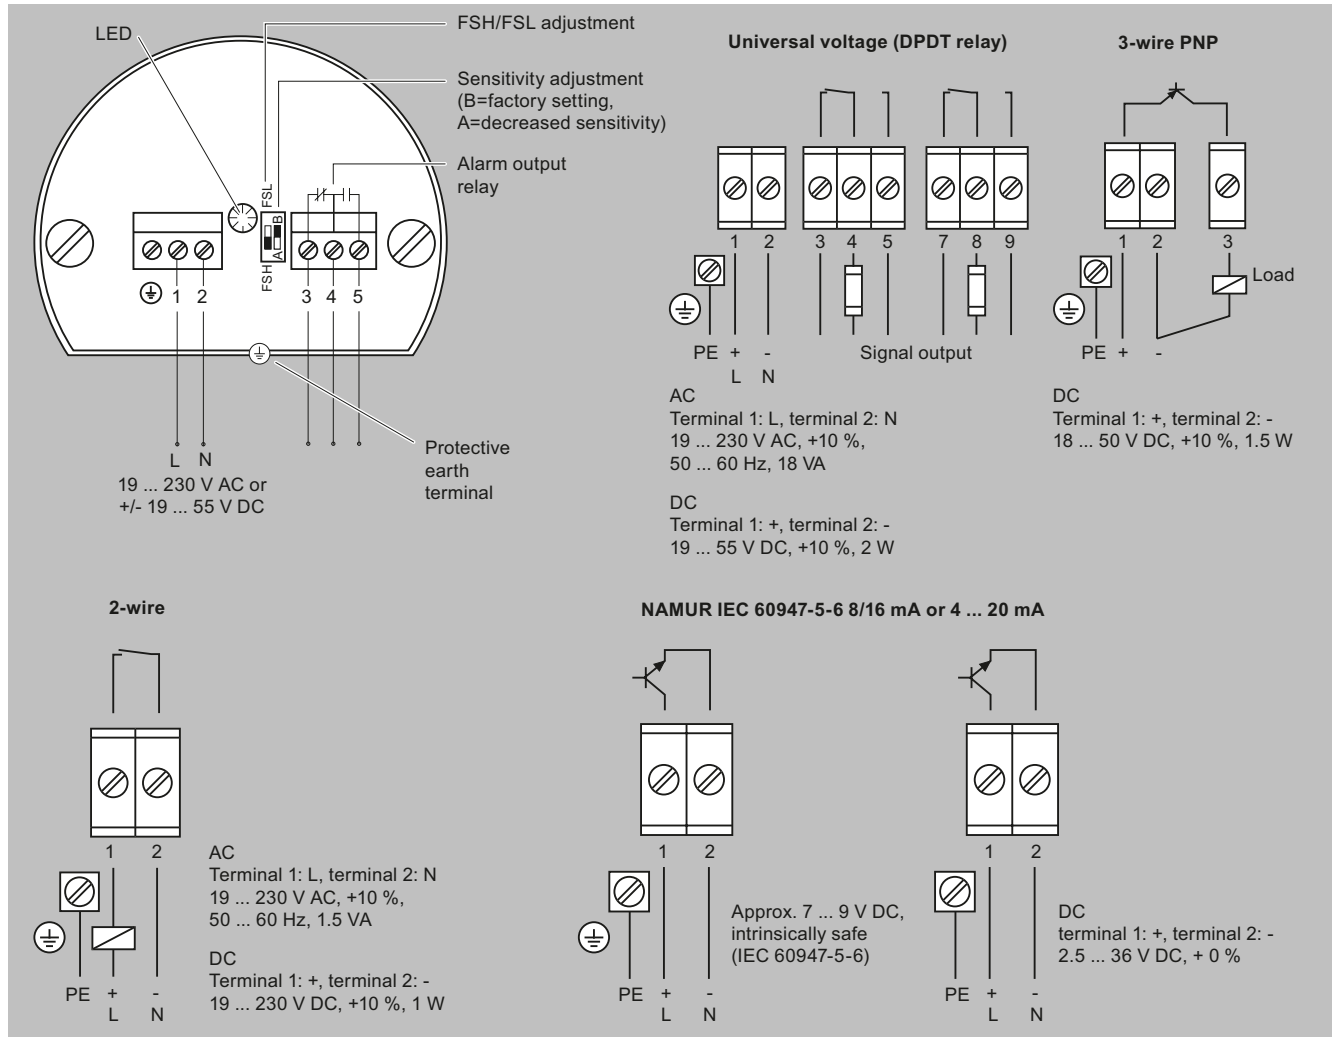 LED
FSH/FSL adjustment
Sensitivity adjustment
(B=factory setting,
A=decreased sensitivity)
Alarm output
relay
FSL
B
A
FSH
1 2
3 4 5
L N
19 ... 230 V AC or
+/- 19 ... 55 V DC
Protective
earth
terminal
Universal voltage (DPDT relay)
1 2 3 4 5 7 8 9
PE + -
L N
Signal output
AC
Terminal 1: L, terminal 2: N
19 ... 230 V AC, +10 %,
50 ... 60 Hz, 18 VA
DC
Terminal 1: +, terminal 2: -
19 ... 55 V DC, +10 %, 2 W
3-wire PNP
1 2 3
Load
PE + -
DC
Terminal 1: +, terminal 2: -
18 ... 50 V DC, +10 %, 1.5 W
2-wire
1 2
PE + -
L N
AC
Terminal 1: L, terminal 2: N
19 ... 230 V AC, +10 %,
50 ... 60 Hz, 1.5 VA
DC
Terminal 1: +, terminal 2: -
19 ... 230 V DC, +10 %, 1 W
NAMUR IEC 60947-5-6 8/16 mA or 4 ... 20 mA
1 2
PE + -
L N
Approx. 7 ... 9 V DC,
intrinsically safe
(IEC 60947-5-6)
1 2
PE + -
L N
DC
terminal 1: +, terminal 2: -
2.5 ... 36 V DC, + 0 %